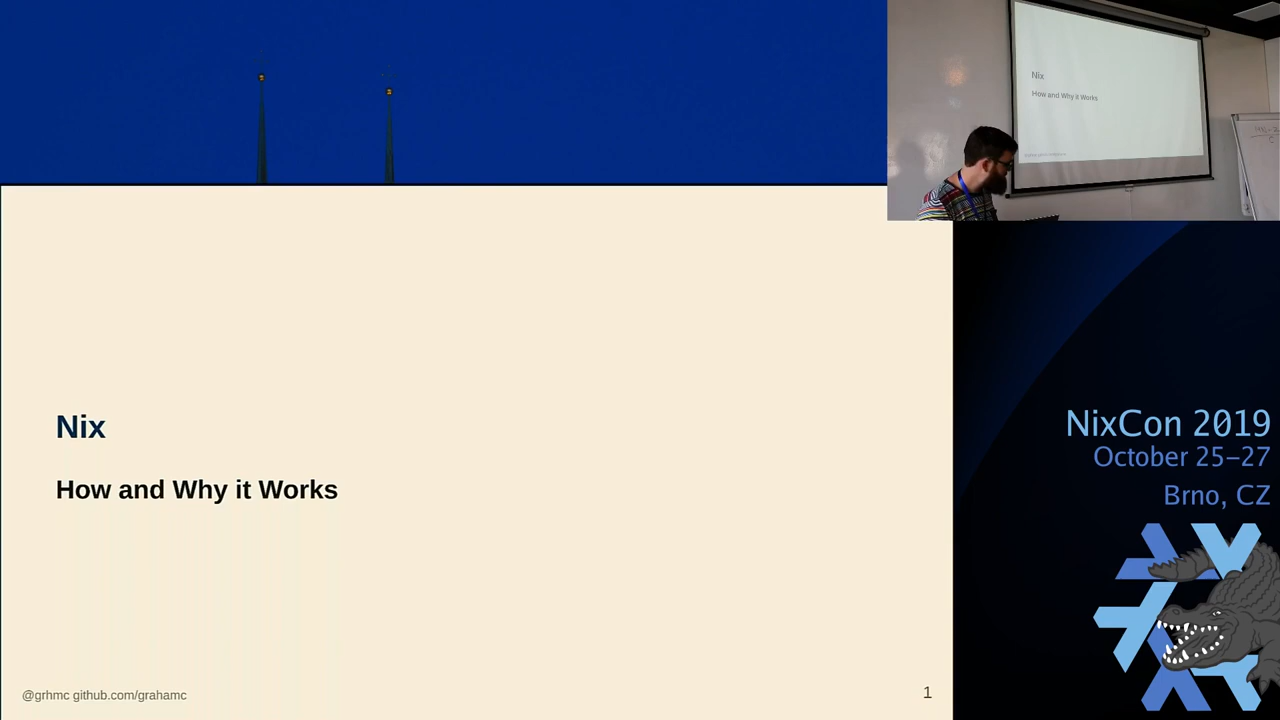 Nix
How and Why it Works
Nix
How and Why it Works
@grhmc github.com/grahamc
1
NixCon 2019
October 25–27
Brno, CZ